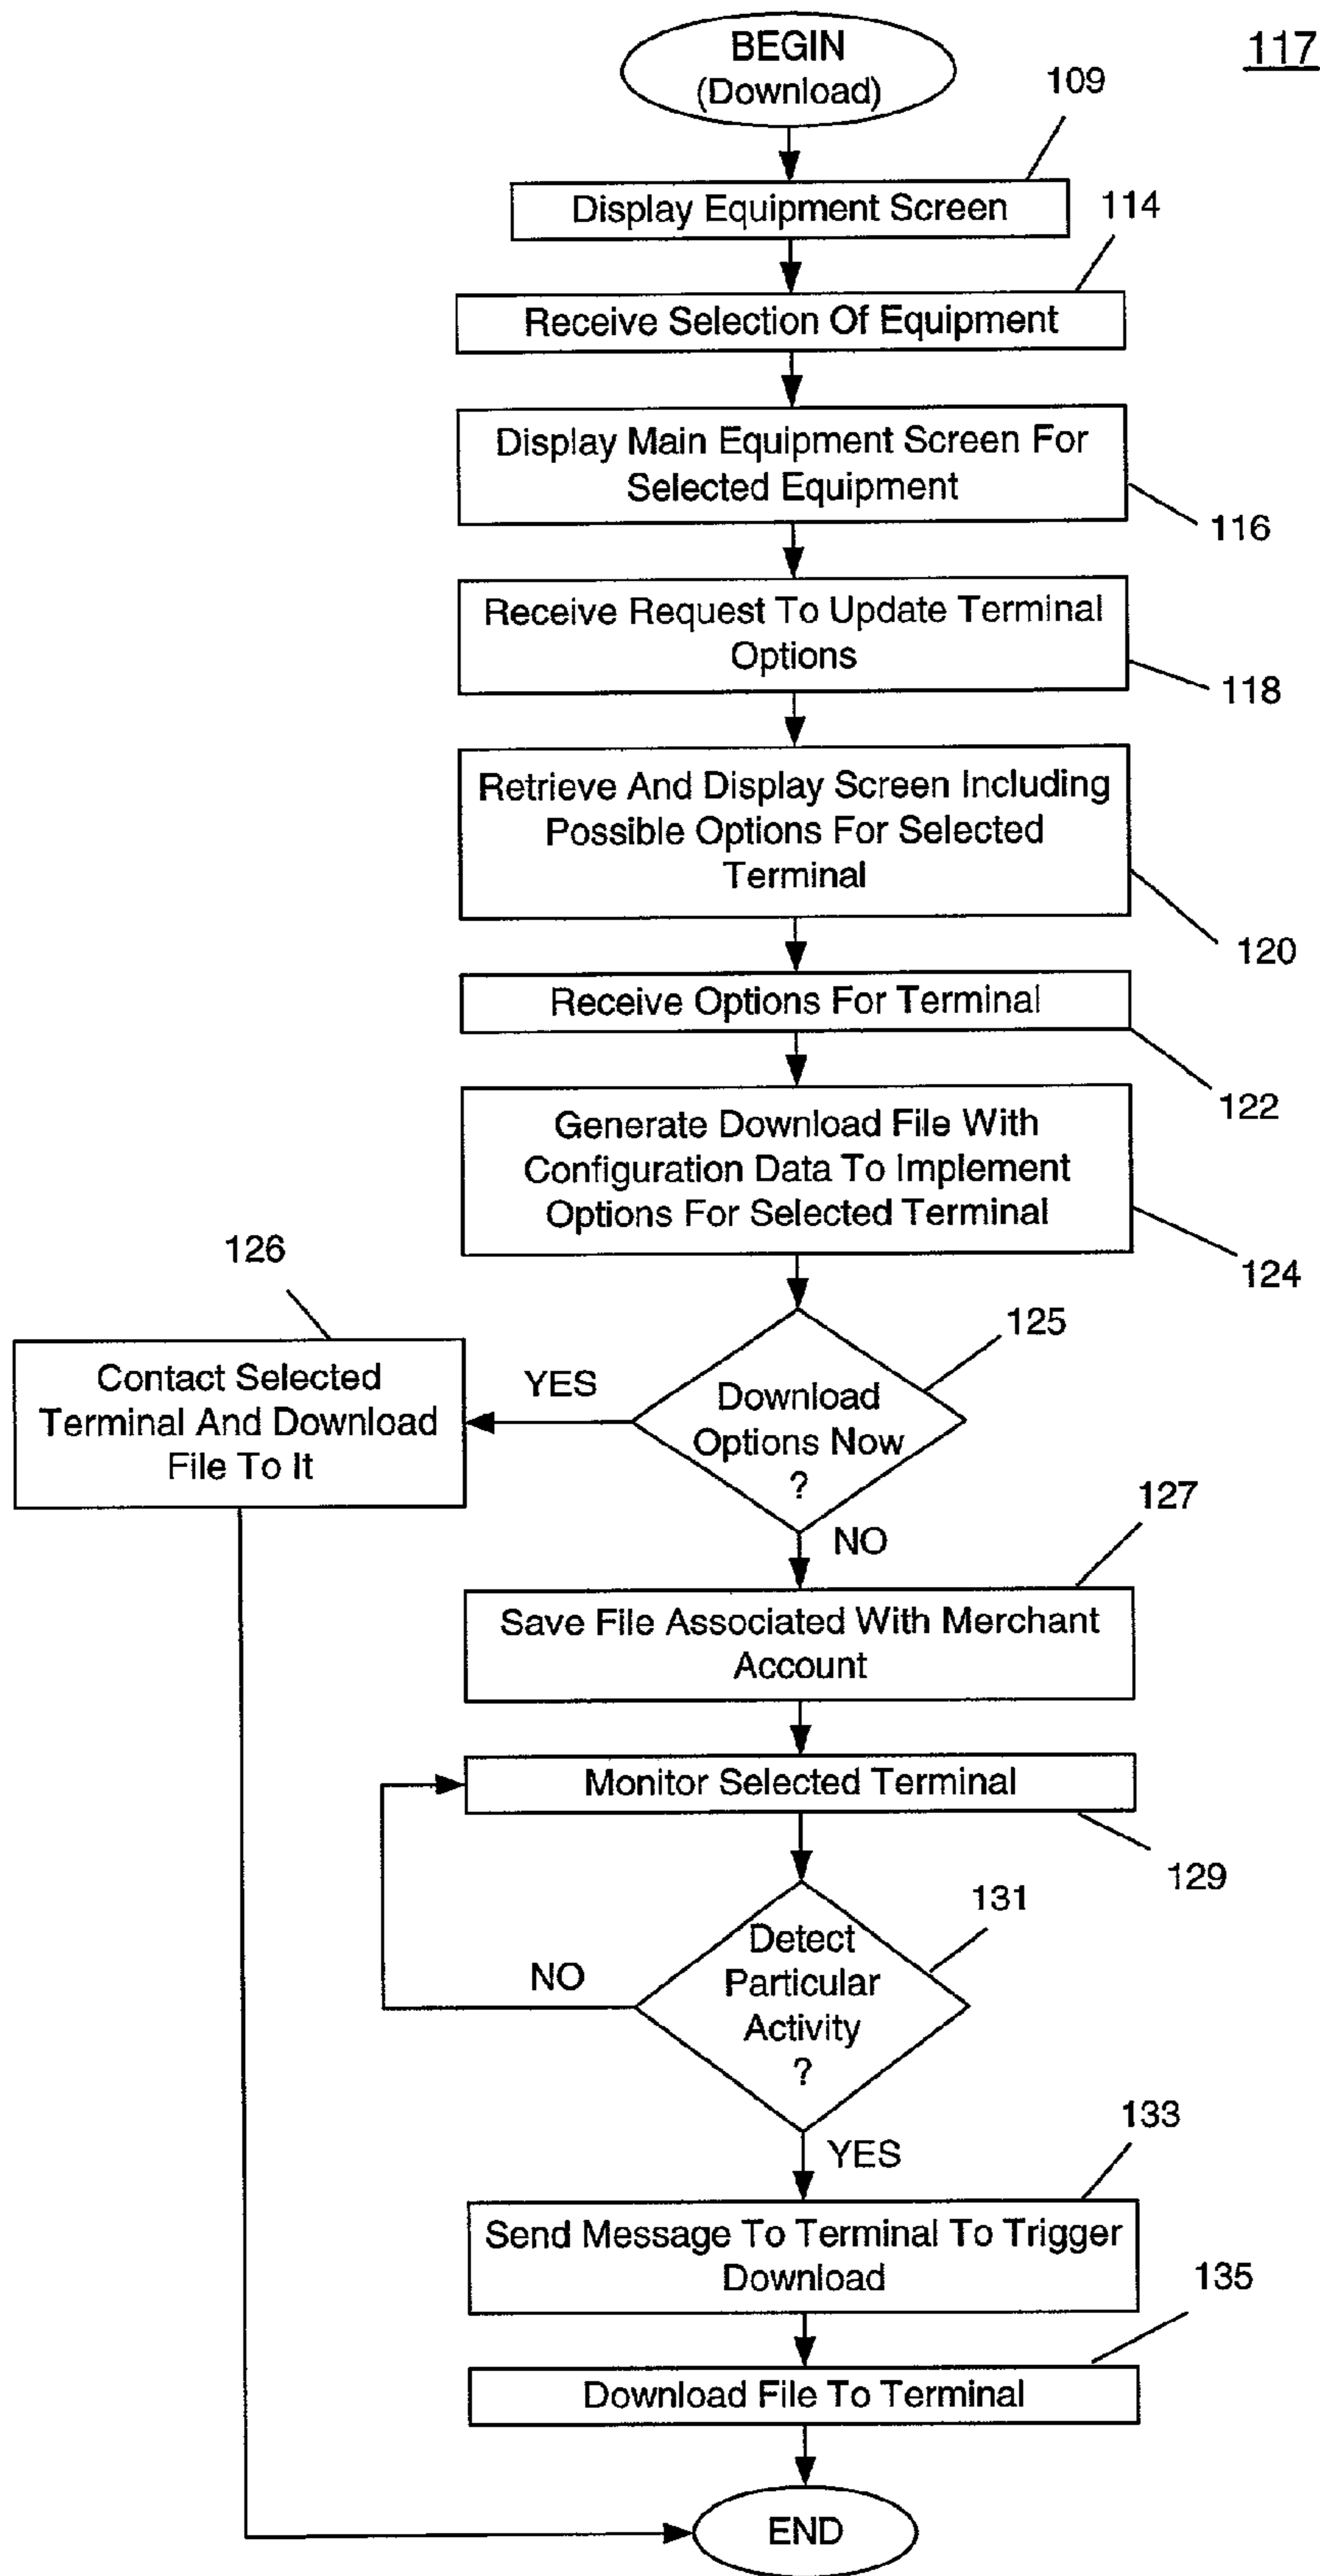 117
BEGIN
(Download)
109
Display Equipment Screen
114
Receive Selection Of Equipment
Display Main Equipment Screen For
Selected Equipment
116
Receive Request To Update Terminal
Options
118
Retrieve And Display Screen Including
Possible Options For Selected
Terminal
120
Receive Options For Terminal
122
Generate Download File With
Configuration Data To Implement
Options For Selected Terminal
124
125
Download
Options Now
?
YES
126
Contact Selected
Terminal And Download
File To It
NO
127
Save File Associated With Merchant
Account
Monitor Selected Terminal
129
131
Detect
Particular
Activity
?
NO
YES
133
Send Message To Terminal To Trigger
Download
135
Download File To Terminal
END